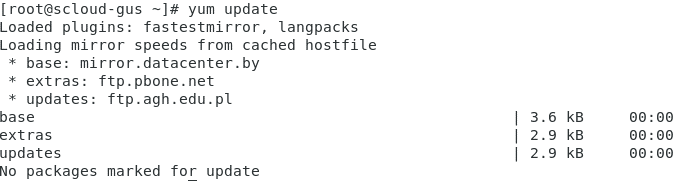 [root@scloud-gus ~]# yum update
Loaded plugins: fastestmirror, langpacks
Loading mirror speeds from cached hostfile
 * base: mirror.datacenter.by
 * extras: ftp.pbone.net
 * updates: ftp.agh.edu.pl
base                                                     | 3.6 kB     00:00
extras                                                   | 2.9 kB     00:00
updates                                                  | 2.9 kB     00:00
No packages marked for update